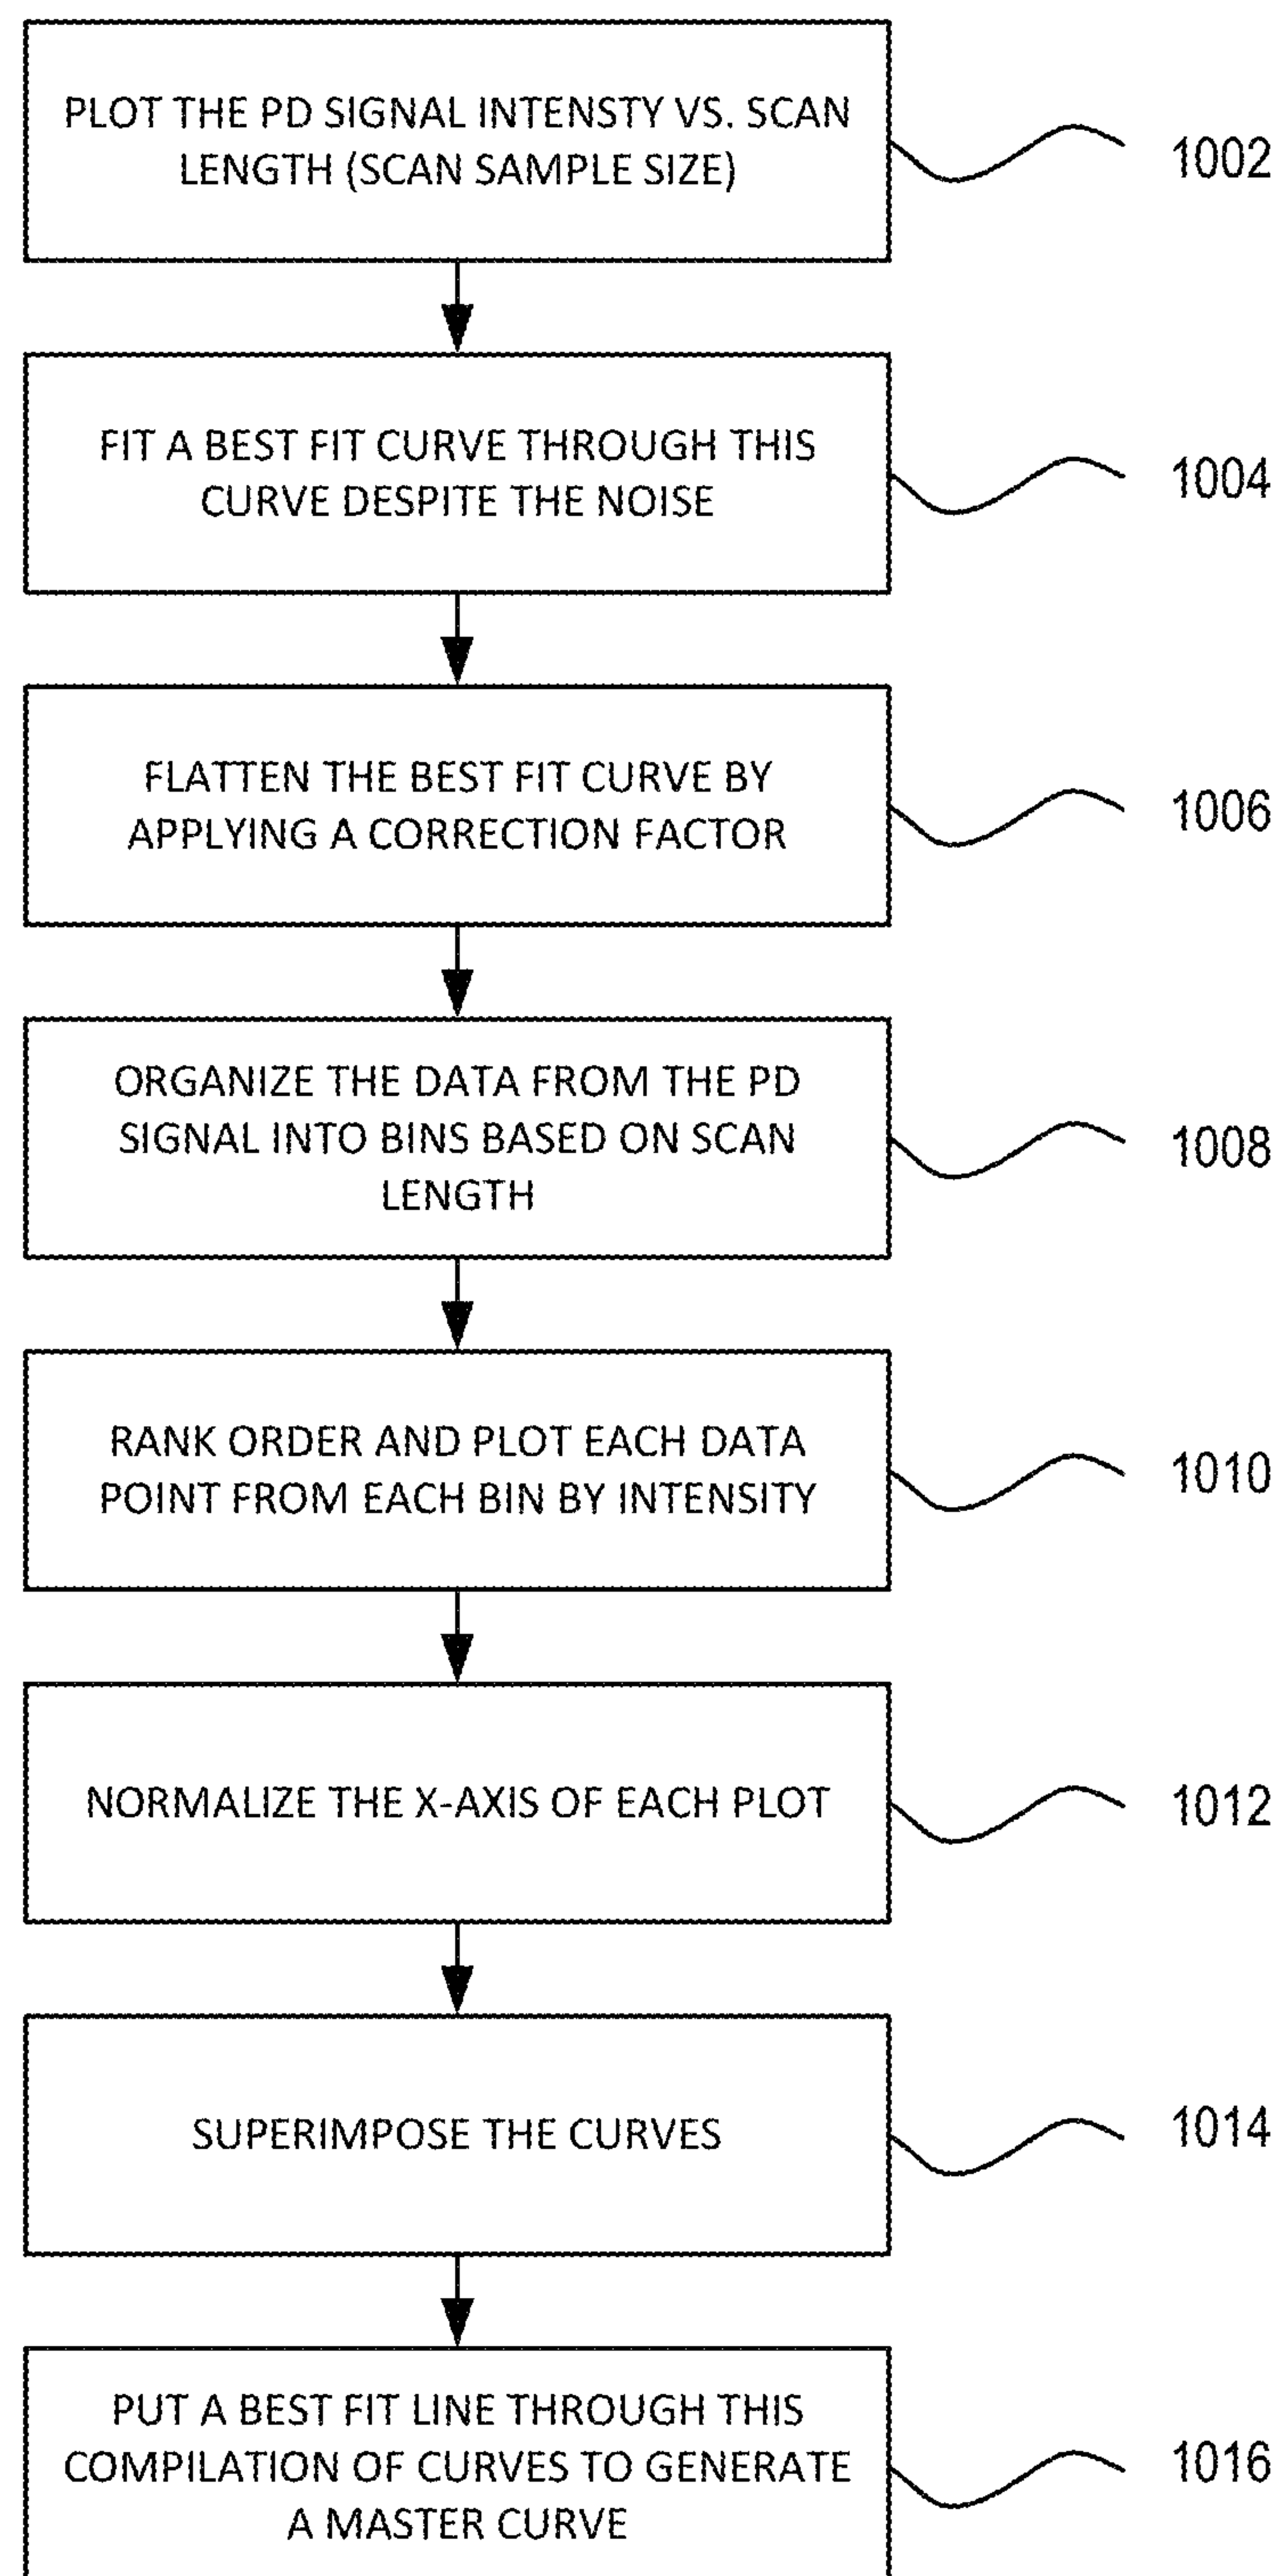 PLOT THE PD SIGNAL INTENSTY VS. SCAN
LENGTH (SCAN SAMPLE SIZE)
1002
FIT A BEST FIT CURVE THROUGH THIS
CURVE DESPITE THE NOISE
1004
FLATTEN THE BEST FIT CURVE BY
APPLYING A CORRECTION FACTOR
1006
ORGANIZE THE DATA FROM THE PD
SIGNAL INTO BINS BASED ON SCAN
LENGTH
1008
RANK ORDER AND PLOT EACH DATA
POINT FROM EACH BIN BY INTENSITY
1010
NORMALIZE THE X-AXIS OF EACH PLOT
1012
SUPERIMPOSE THE CURVES
1014
PUT A BEST FIT LINE THROUGH THIS
COMPILATION OF CURVES TO GENERATE
A MASTER CURVE
1016